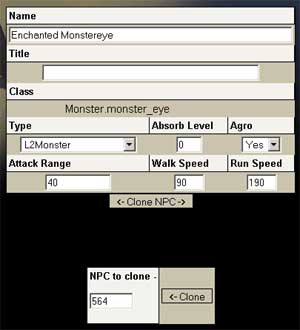 Name
Enchanted Monstereye
Title
Class
Monster.monster_eye
Type Absorb Level Agro
L2Monster 0 Yes
Attack Range Walk Speed Run Speed
40 90 190
<- Clone NPC ->
NPC to clone -
564 <- Clone